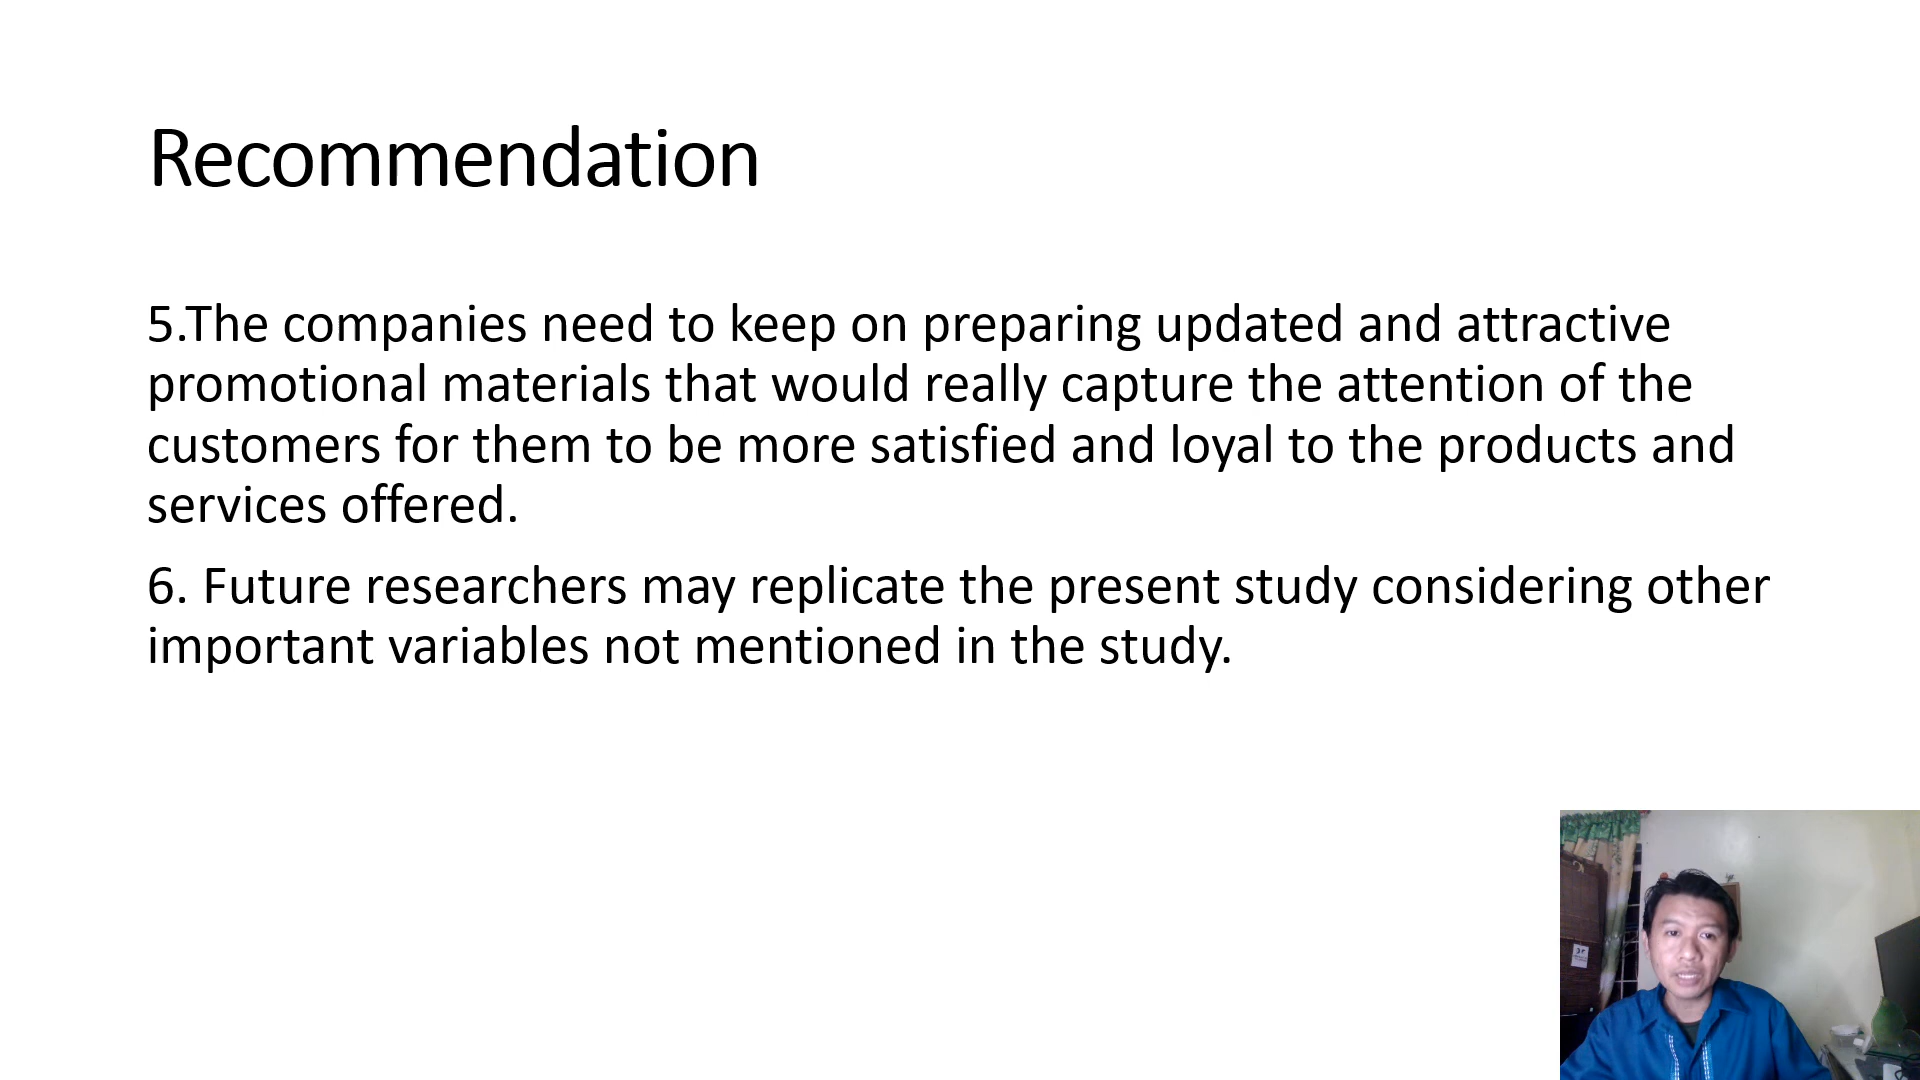 Recommendation
5.The companies need to keep on preparing updated and attractive
promotional materials that would really capture the attention of the
customers for them to be more satisfied and loyal to the products and
services offered.
6. Future researchers may replicate the present study considering other
important variables not mentioned in the study.